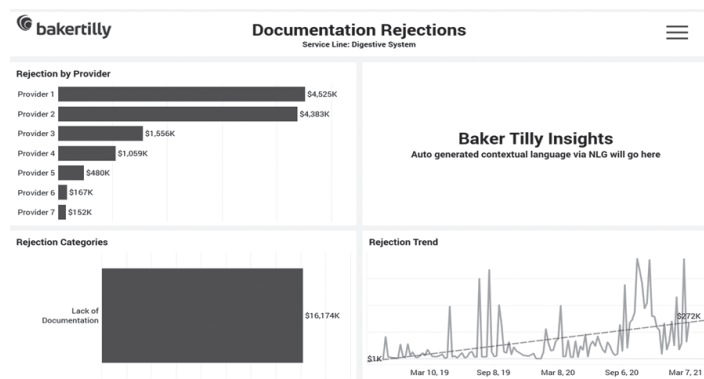 bakertilly
Documentation Rejections
Service Line: Digestive System
Rejection by Provider
Provider 1 $4,525K
Provider 2 $4,383K
Provider 3 $1,556K
Provider 4 $1,059K
Provider 5 $480K
Provider 6 $167K
Provider 7 $152K
Baker Tilly Insights
Auto generated contextual language via NLG will go here
Rejection Categories
Lack of
Documentation
$16,174K
Rejection Trend
$272K
$1K
Mar 10, 19 Sep 8, 19 Mar 8, 20 Sep 6, 20 Mar 7, 21